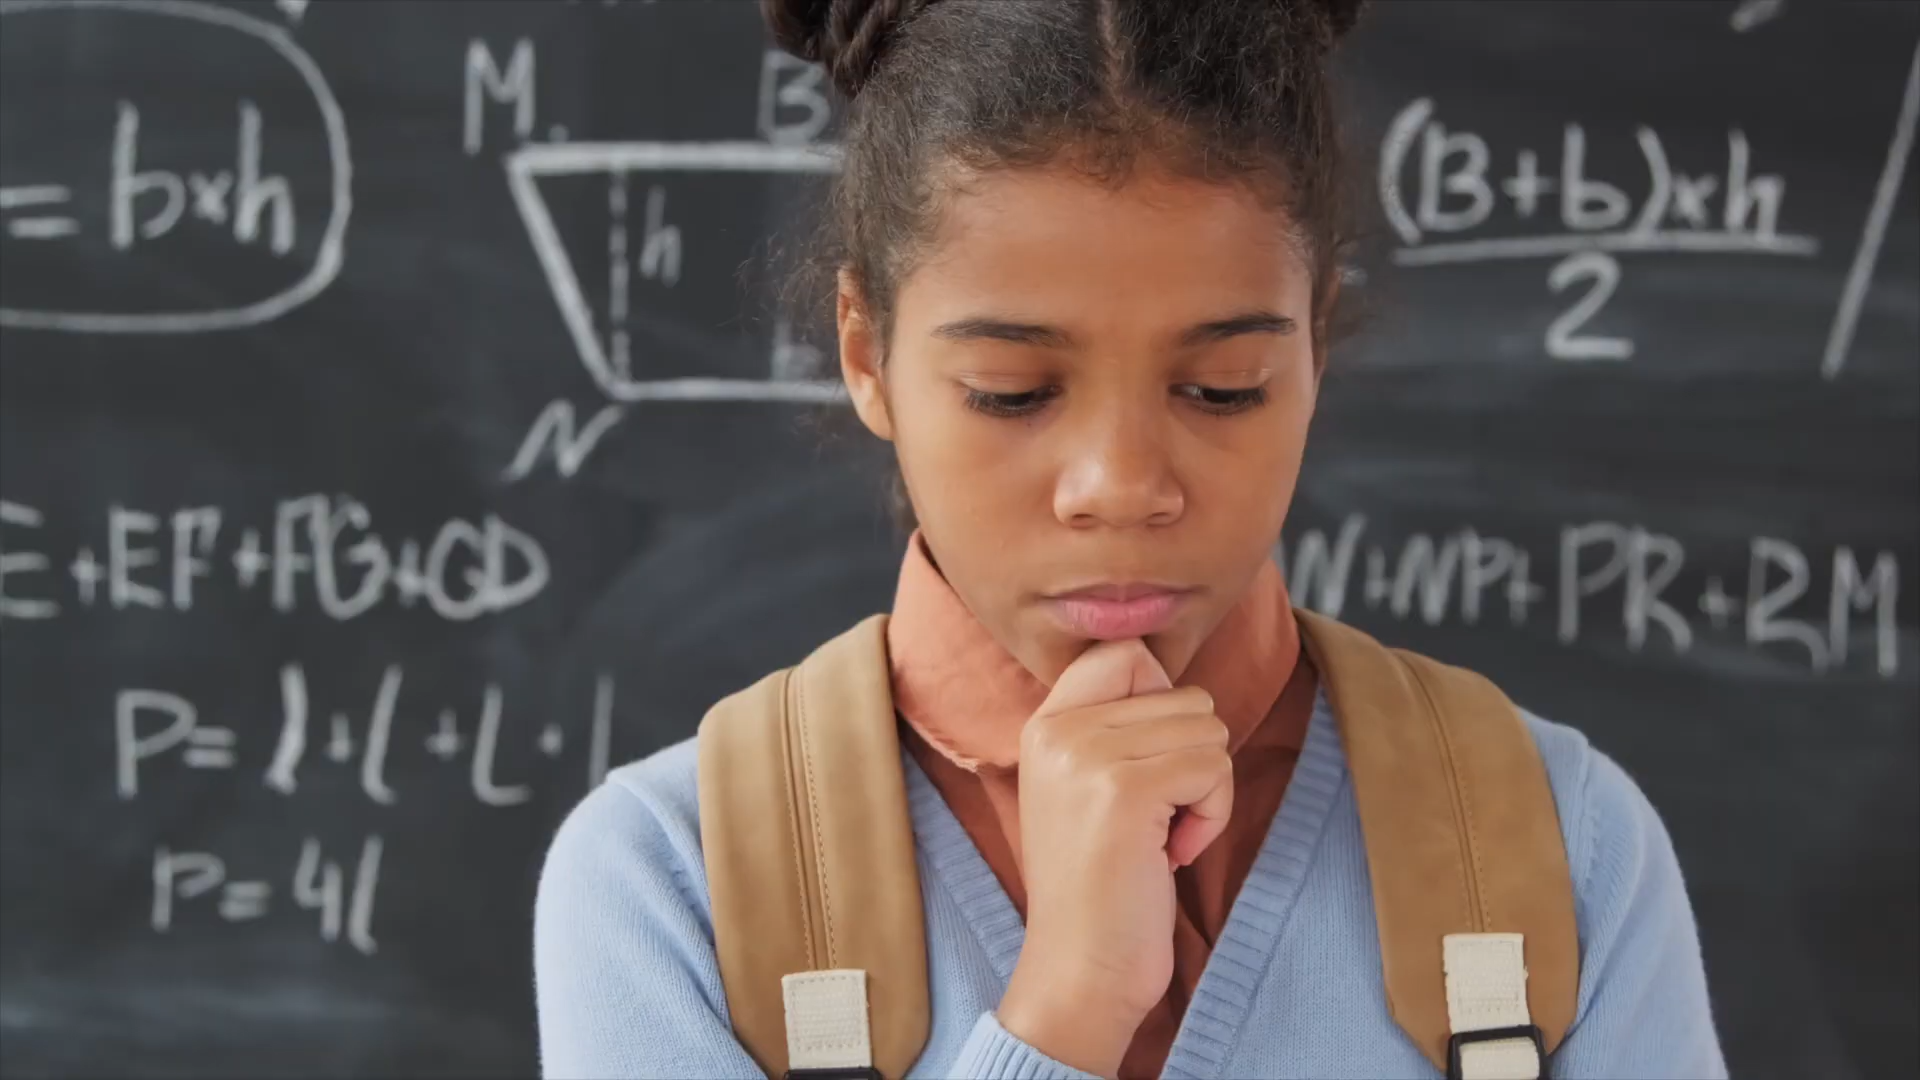 = b×h
M
B
h
N
(B+b)×h
2
E+EF+FG+GD
N+NP+PR+RM
P= l+l+l+l
P=4l